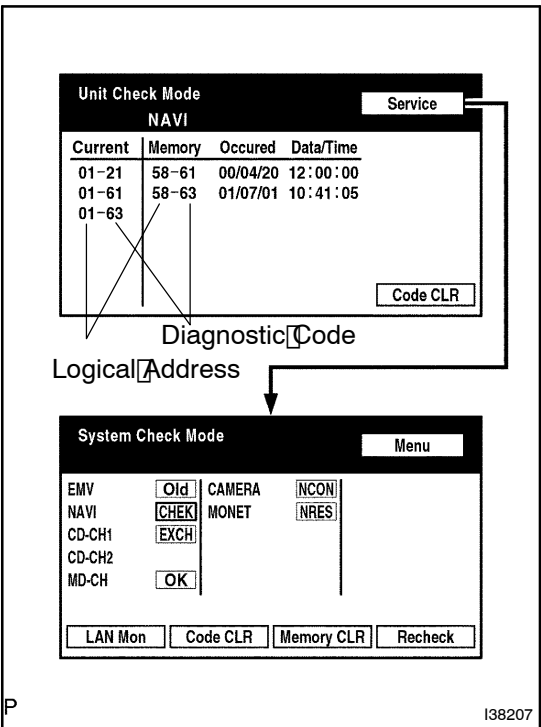 Unit Check Mode
NAVI
Service
Current Memory Occured Data/Time
01-21 58-61 00/04/20 12:00:00
01-61 58-63 01/07/01 10:41:05
01-63
Code CLR
Diagnostic Code
Logical Address
System Check Mode
Menu
EMV Old CAMERA NCON
NAVI CHEK MONET NRES
CD-CH1 EXCH
CD-CH2
MD-CH OK
LAN Mon Code CLR Memory CLR Recheck
P
I38207